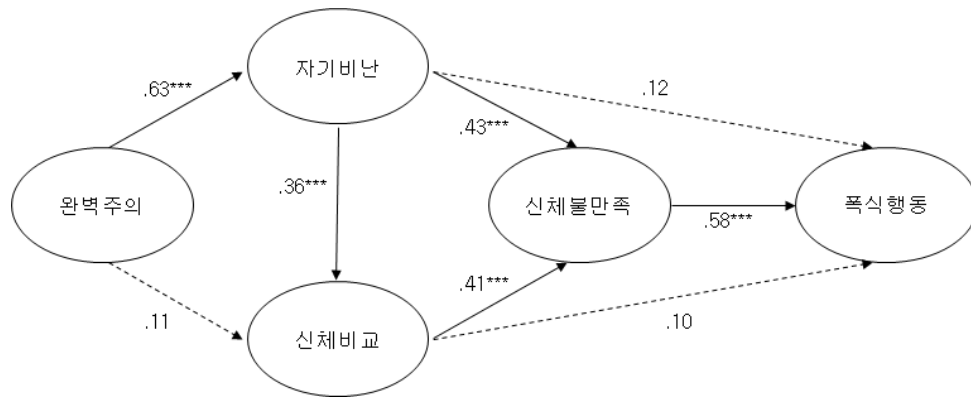 자기비난
.63***
.12
.43***
.36***
완벽주의
신체불만족
폭식행동
.58***
.41***
.11
.10
신체비교